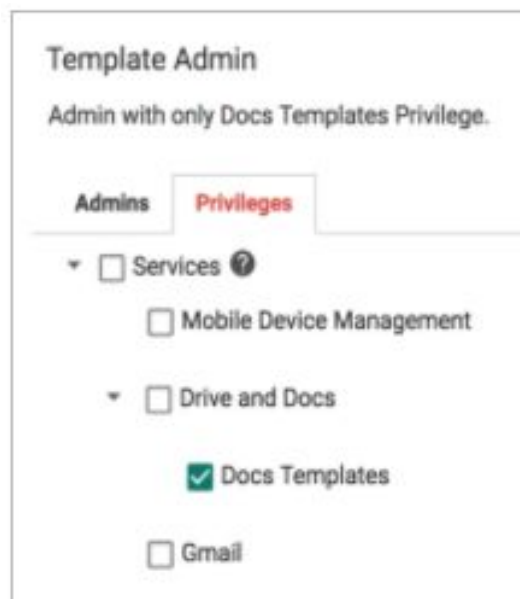 Template Admin
Admin with only Docs Templates Privilege.
Admins Privileges
Services ?
Mobile Device Management
Drive and Docs
Docs Templates
Gmail